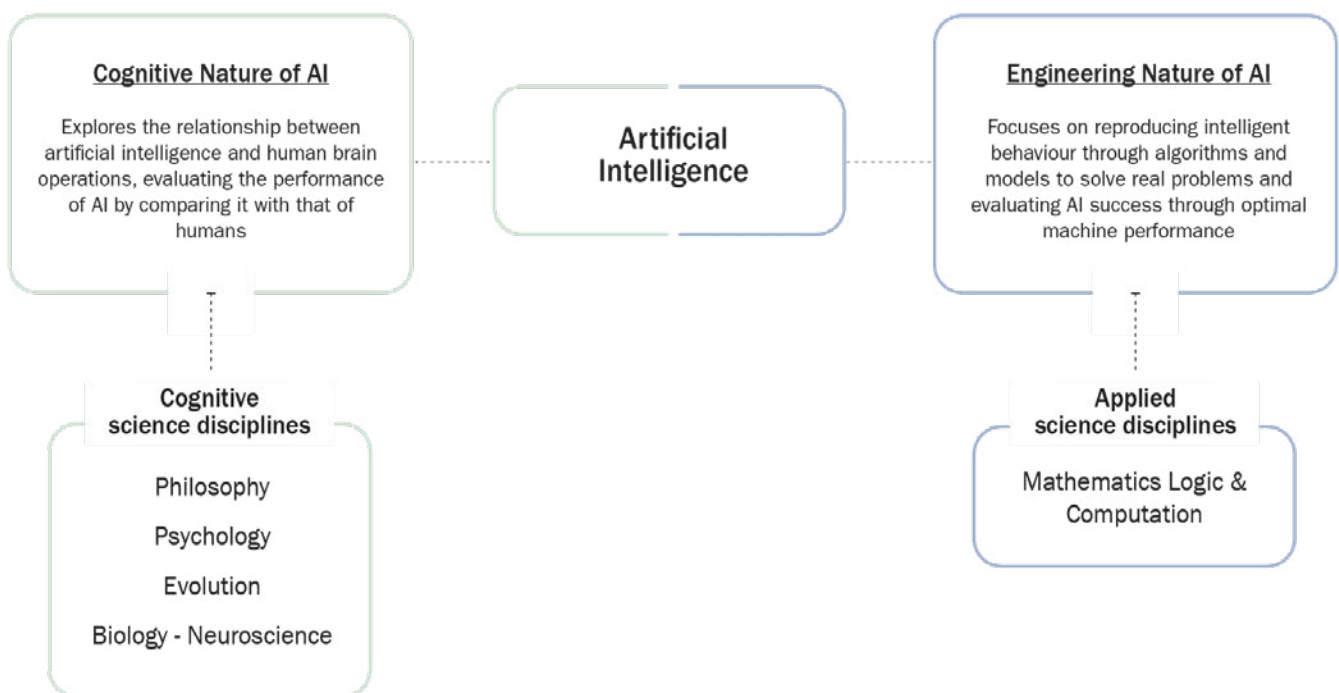 Cognitive Nature of AI
Explores the relationship between
artificial intelligence and human brain
operations, evaluating the performance
of AI by comparing it with that of
humans
Artificial
Intelligence
Engineering Nature of AI
Focuses on reproducing intelligent
behaviour through algorithms and
models to solve real problems and
evaluating AI success through optimal
machine performance
Cognitive
science disciplines
Philosophy
Psychology
Evolution
Biology - Neuroscience
Applied
science disciplines
Mathematics Logic &
Computation